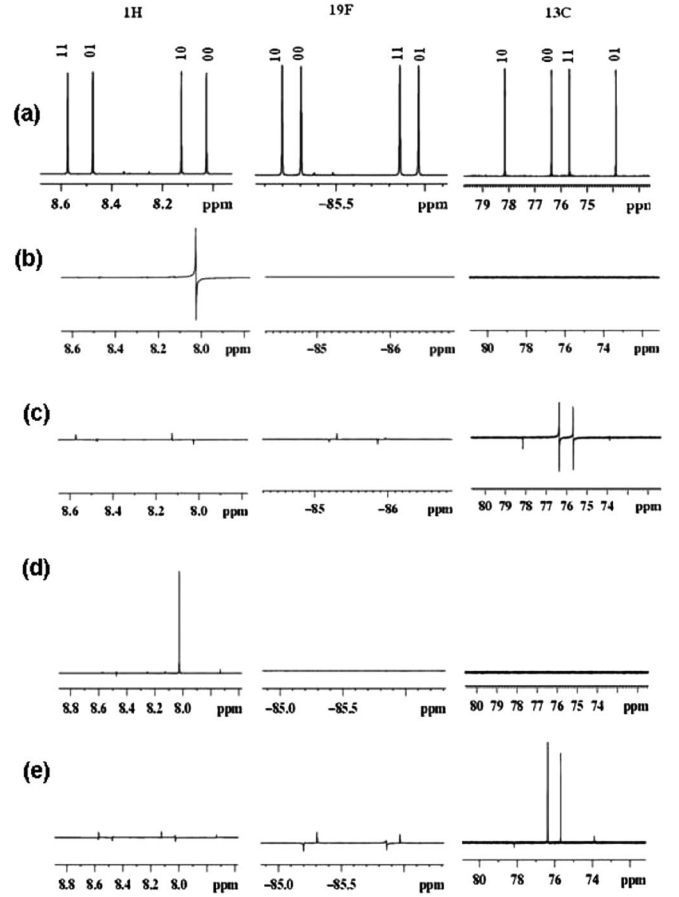 1H 19F 13C
11 01 10 00 10 00 11 01 10 00 11 01
(a)
8.6 8.4 8.2 ppm −85.5 ppm 79 78 77 76 75 ppm
(b)
8.6 8.4 8.2 8.0 ppm −85 −86 ppm 80 78 76 74 ppm
(c)
8.6 8.4 8.2 8.0 ppm −85 −86 ppm 80 79 78 77 76 75 74 ppm
(d)
8.8 8.6 8.4 8.2 8.0 ppm −85.0 −85.5 ppm 80 78 77 76 75 74 ppm
(e)
8.8 8.6 8.4 8.2 8.0 ppm −85.0 −85.5 ppm 80 78 76 74 ppm